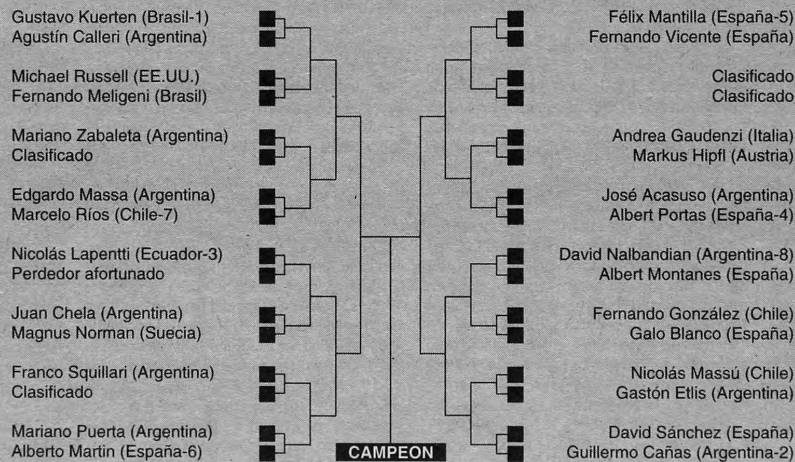 Gustavo Kuerten (Brasil-1)
Agustín Calleri (Argentina)
Michael Russell (EE.UU.)
Fernando Meligeni (Brasil)
Mariano Zabaleta (Argentina)
Clasificado
Edgardo Massa (Argentina)
Marcelo Ríos (Chile-7)
Nicolás Lapentti (Ecuador-3)
Perdedor afortunado
Juan Chela (Argentina)
Magnus Norman (Suecia)
Franco Squillari (Argentina)
Clasificado
Mariano Puerta (Argentina)
Alberto Martin (España-6)
CAMPEON
Félix Mantilla (España-5)
Fernando Vicente (España)
Clasificado
Clasificado
Andrea Gaudenzi (Italia)
Markus Hipfl (Austria)
José Acasuso (Argentina)
Albert Portas (España-4)
David Nalbandian (Argentina-8)
Albert Montanes (España)
Fernando González (Chile)
Galo Blanco (España)
Nicolás Massú (Chile)
Gastón Etlis (Argentina)
David Sánchez (España)
Guillermo Cañas (Argentina-2)